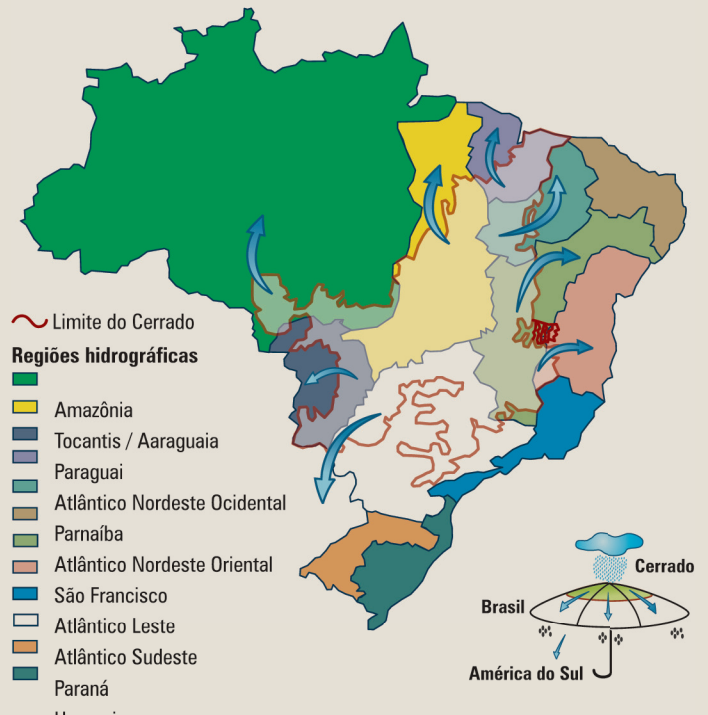 Limite do Cerrado
Regiões hidrográficas
Amazônia
Tocantis / Aaraguaia
Paraguai
Atlântico Nordeste Ocidental
Parnaíba
Atlântico Nordeste Oriental
São Francisco
Atlântico Leste
Atlântico Sudeste
Paraná
Cerrado
Brasil
América do Sul